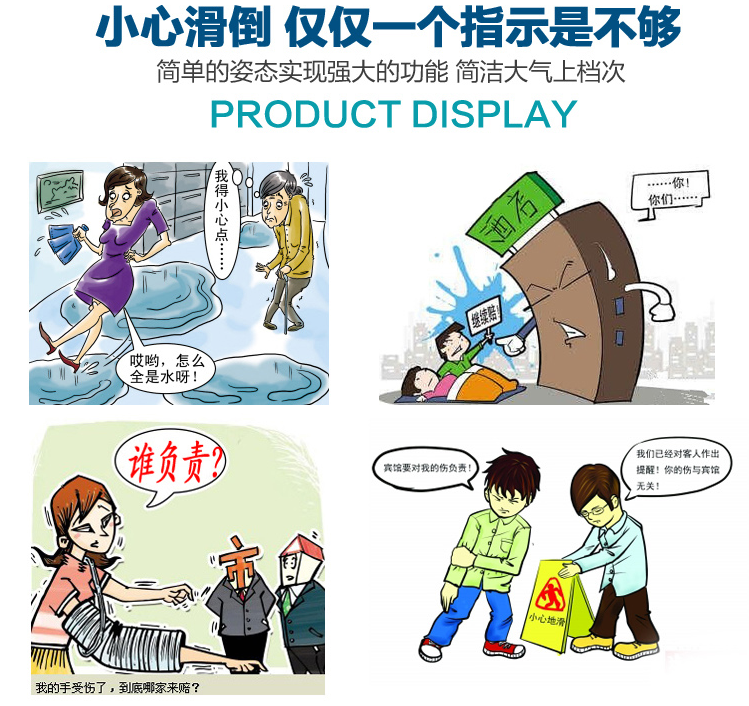 小心滑倒 仅仅一个指示是不够
简单的姿态实现强大的功能 简洁大气上档次
PRODUCT DISPLAY
我得小心点……
哎哟，怎么
全是水呀！
酒店
……你！
你们……
继续赔！
谁负责？
市
我的手受伤了，到底哪家来赔？
宾馆要对我的伤负责！
我们已经对客人作出
提醒！你的伤与宾馆
无关！
小心地滑